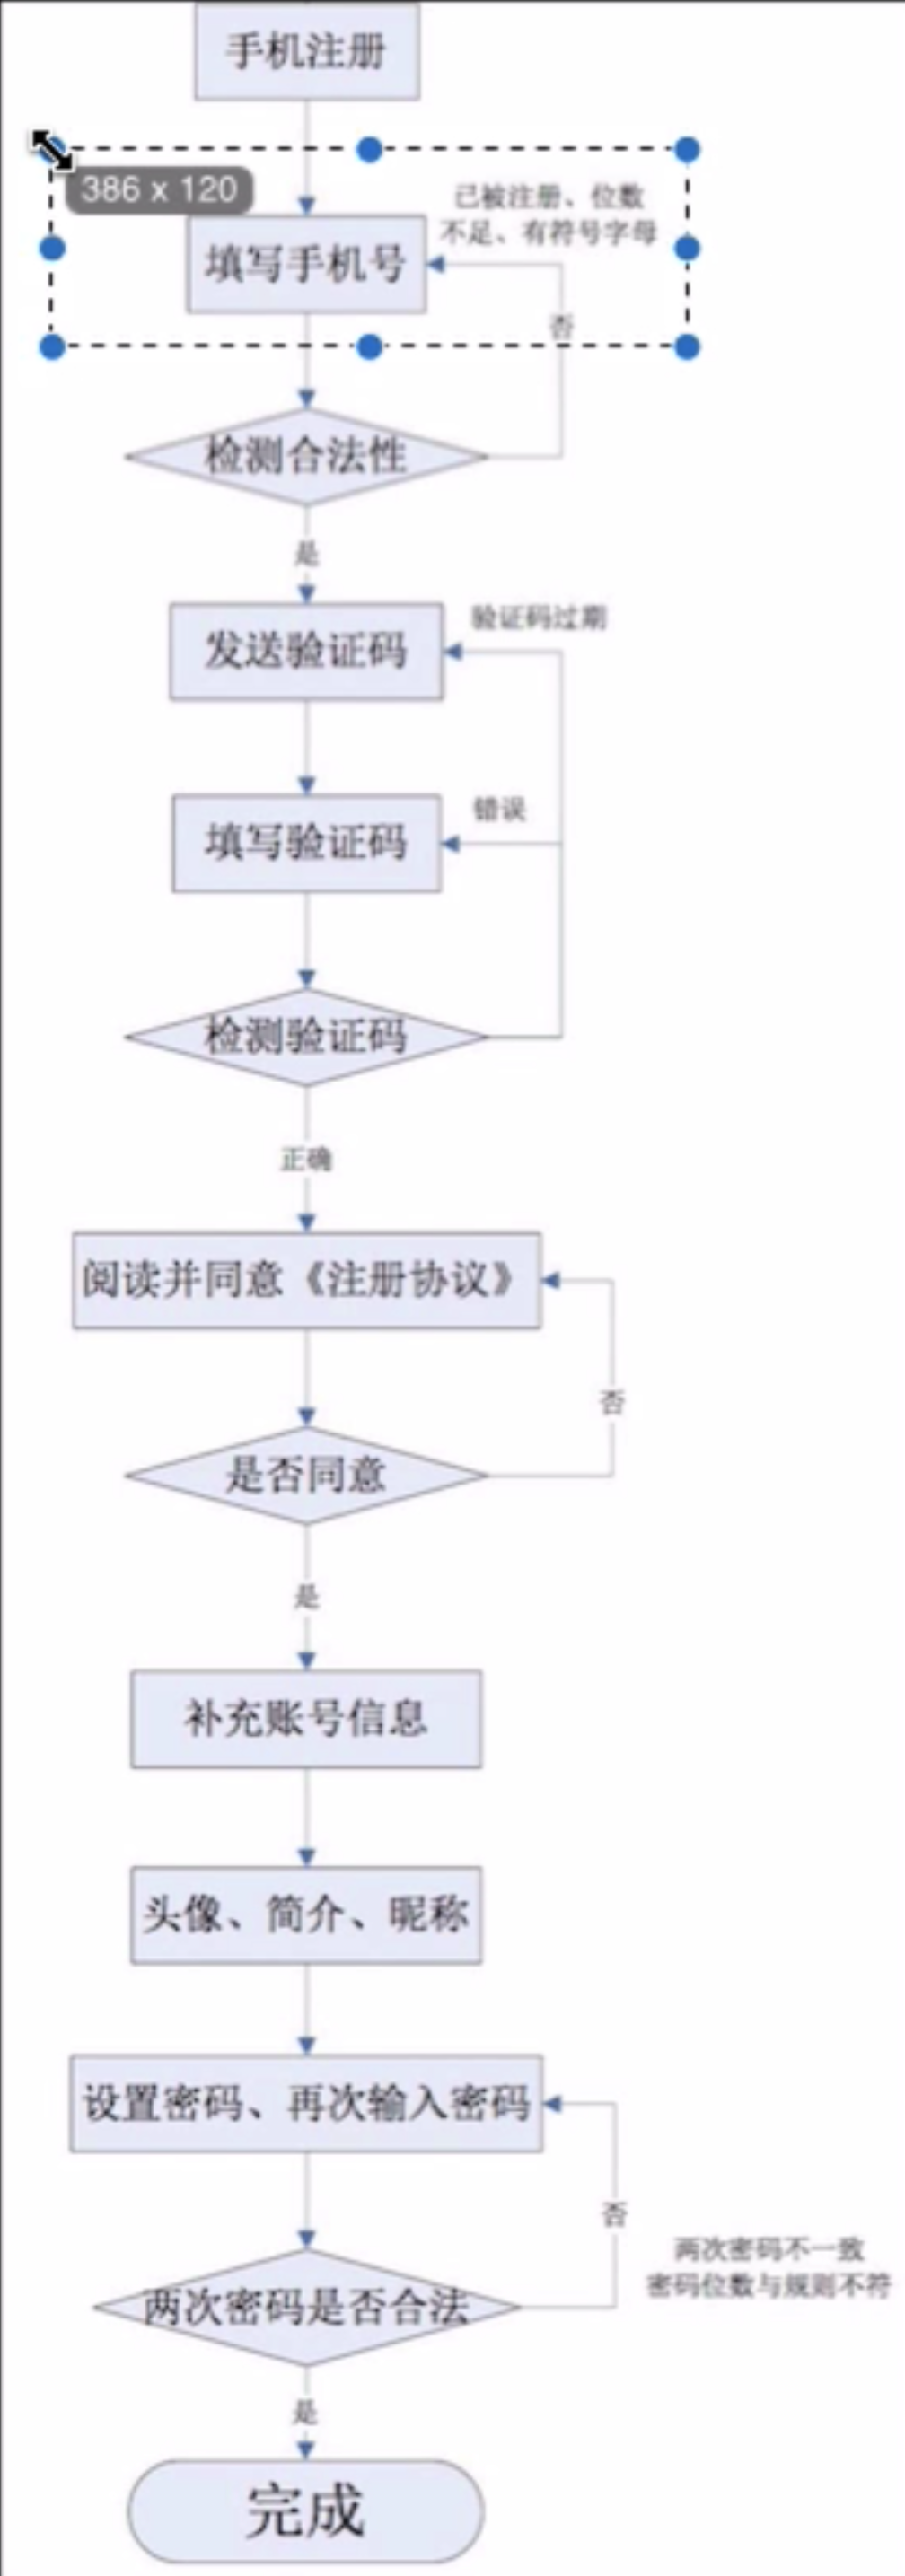 手机注册
386 x 120
已被注册、位数
不足、有符号字母
填写手机号
否
检测合法性
是
验证码过期
发送验证码
错误
填写验证码
检测验证码
正确
阅读并同意《注册协议》
否
是否同意
是
补充账号信息
头像、简介、昵称
设置密码、再次输入密码
否
两次密码不一致
密码位数与规则不符
两次密码是否合法
是
完成